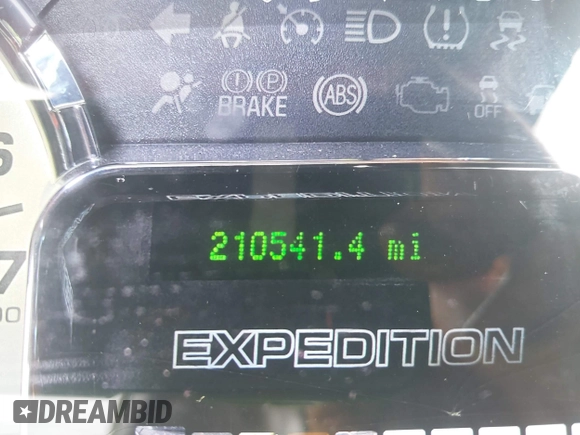 BRAKE
ABS
OFF
210541.4 mi
EXPEDITION
DREAMBID